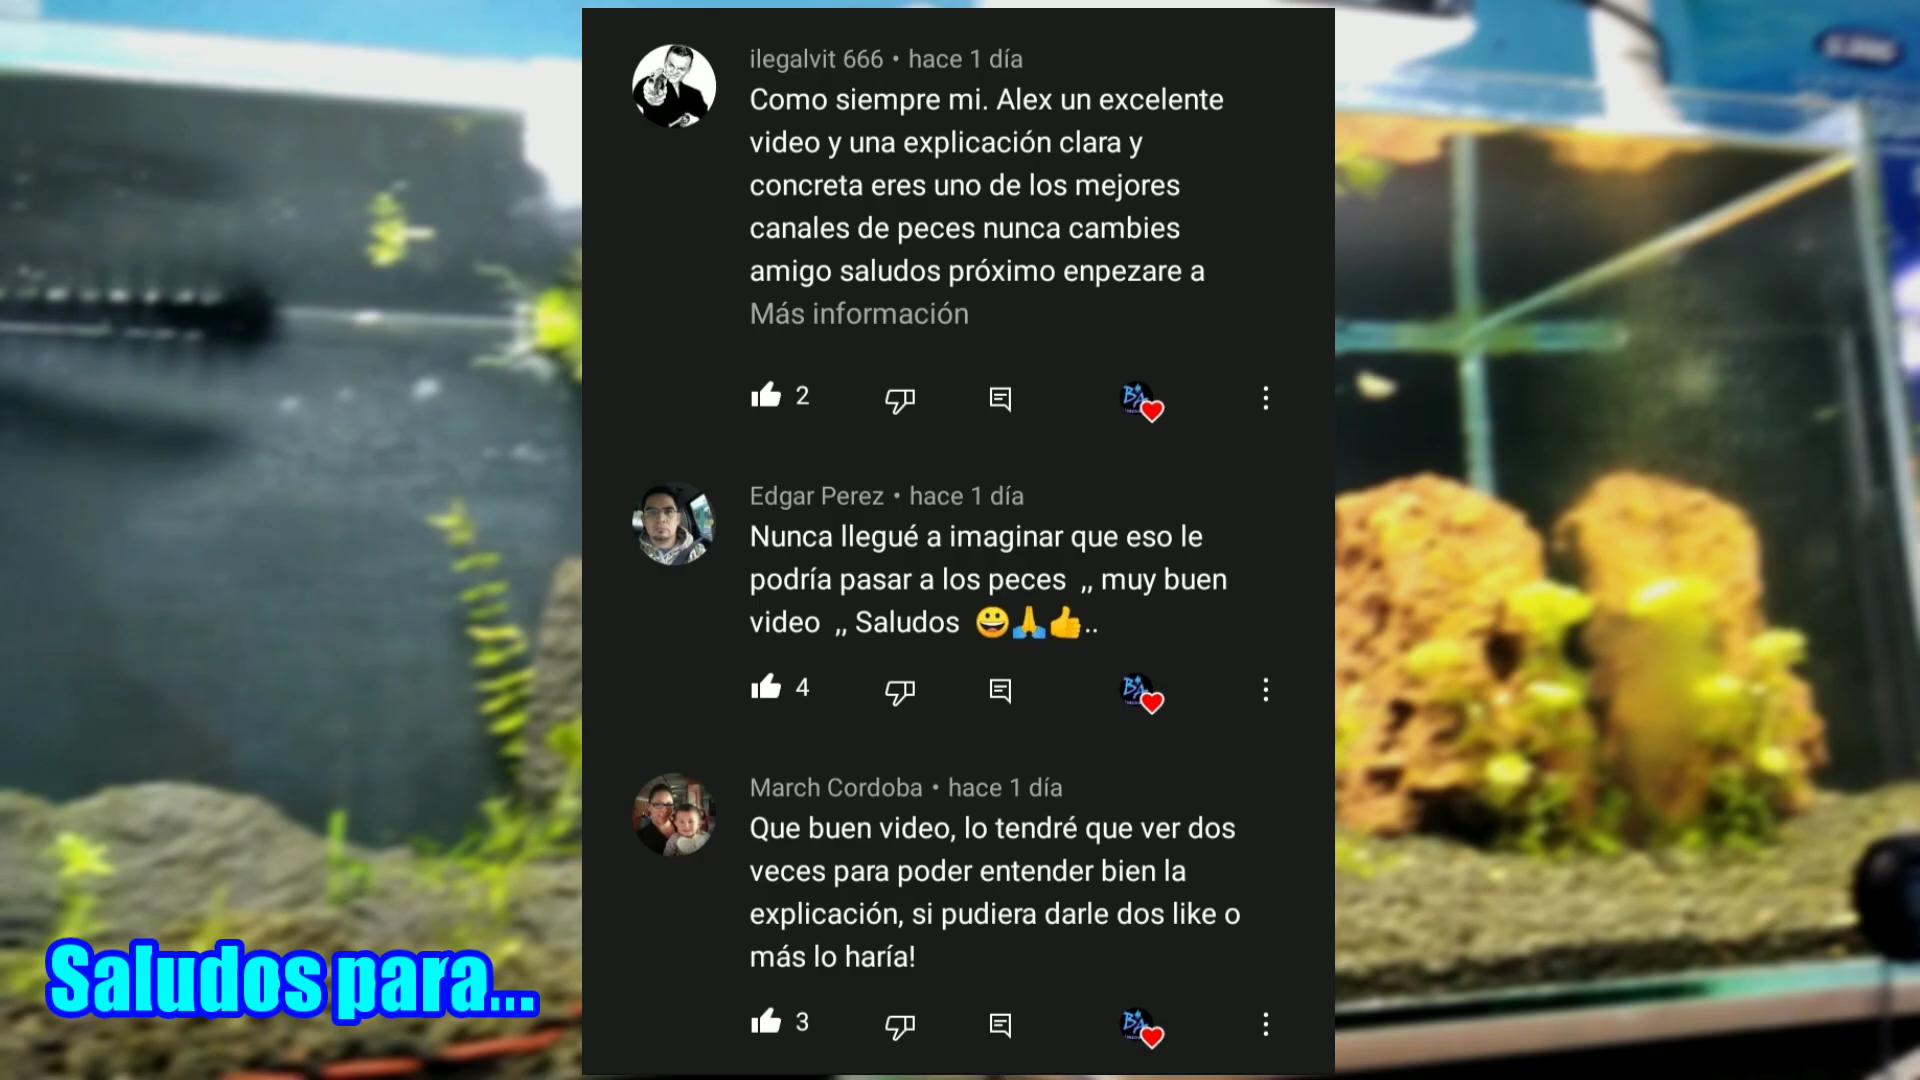 ilegalvit 666 • hace 1 día
Como siempre mi. Alex un excelente
video y una explicación clara y
concreta eres uno de los mejores
canales de peces nunca cambies
amigo saludos próximo enpezare a
Más información
2
Edgar Perez • hace 1 día
Nunca llegué a imaginar que eso le
podría pasar a los peces ,, muy buen
video ,, Saludos 😀🙏👍..
4
March Cordoba • hace 1 día
Que buen video, lo tendré que ver dos
veces para poder entender bien la
explicación, si pudiera darle dos like o
más lo haría!
3
Saludos para...